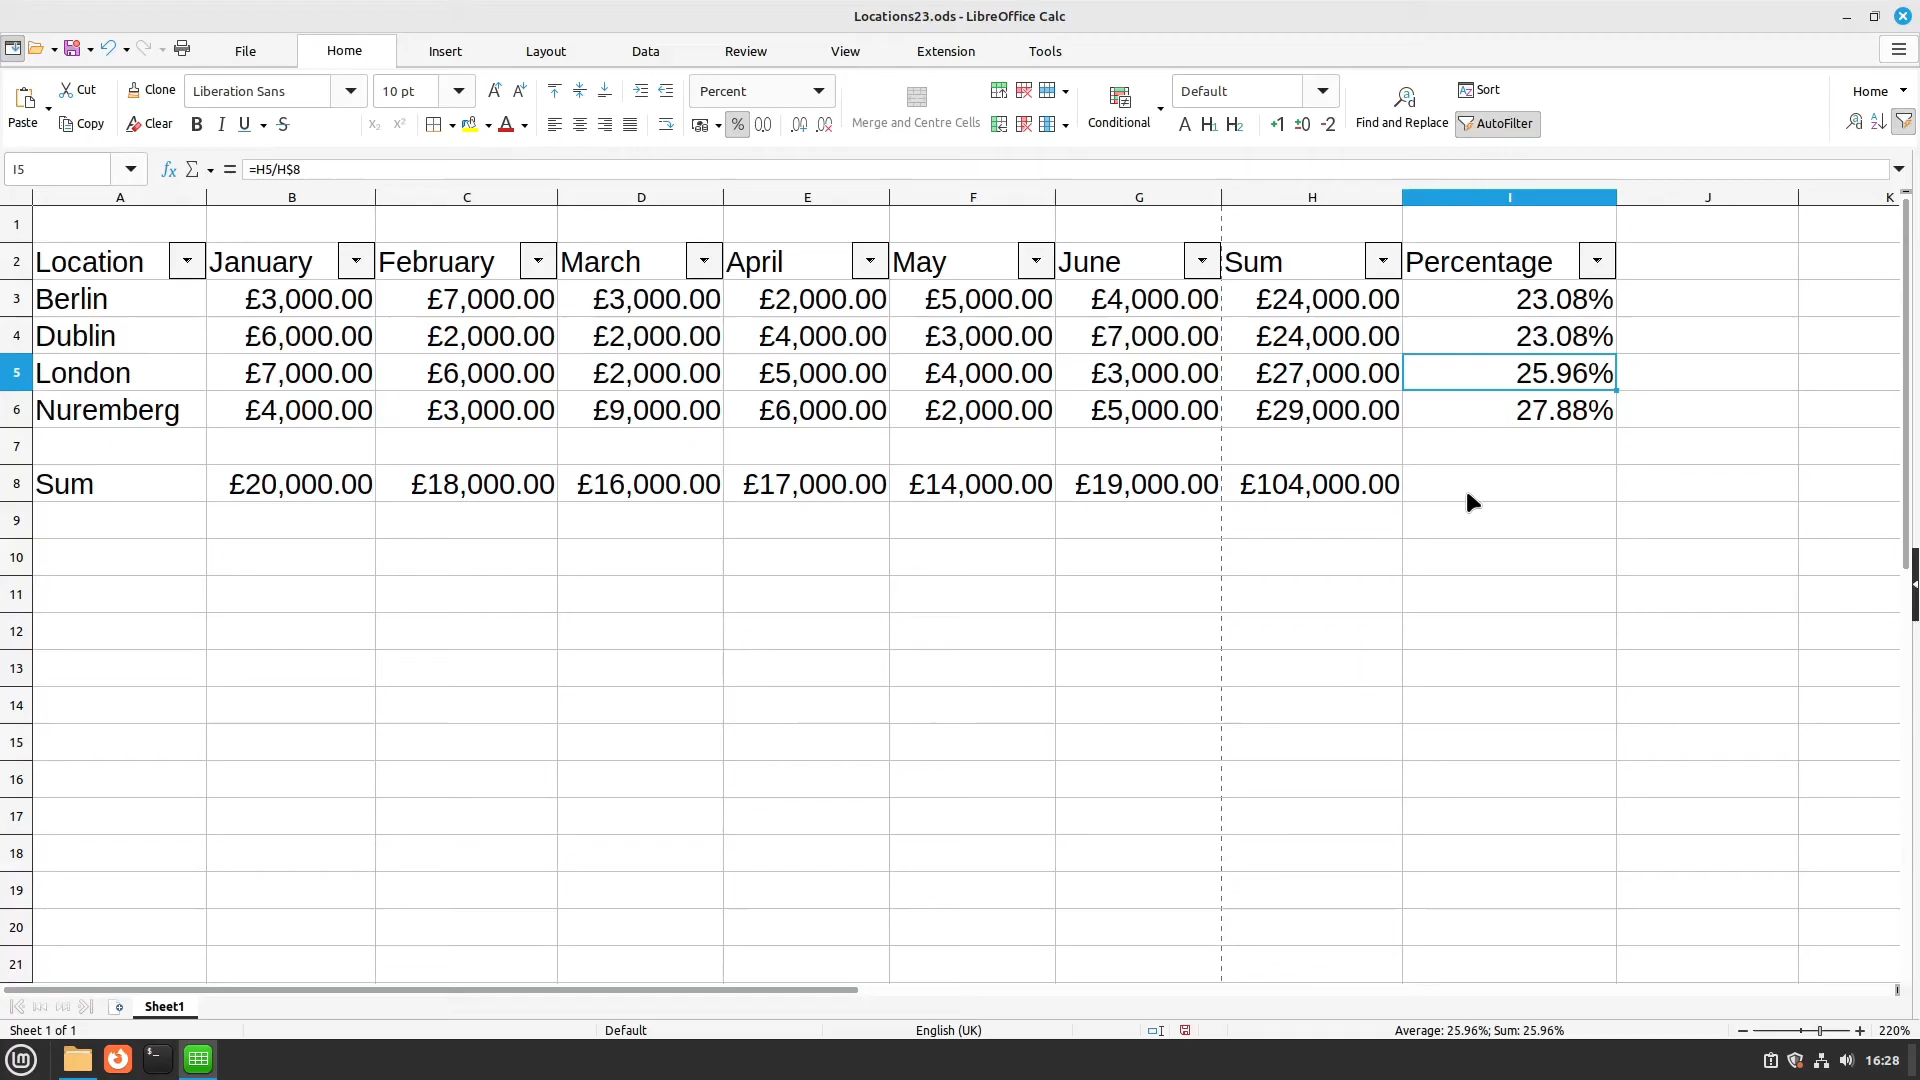 Locations23.ods - LibreOffice Calc
File Home Insert Layout Data Review View Extension Tools
Paste Cut Copy Clone Clear Liberation Sans 10 pt Percent Merge and Centre Cells Conditional Default Find and Replace Sort AutoFilter Home
I5 =H5/H$8
A B C D E F G H I J K
1
2 Location January February March April May June Sum Percentage
3 Berlin £3,000.00 £7,000.00 £3,000.00 £2,000.00 £5,000.00 £4,000.00 £24,000.00 23.08%
4 Dublin £6,000.00 £2,000.00 £2,000.00 £4,000.00 £3,000.00 £7,000.00 £24,000.00 23.08%
5 London £7,000.00 £6,000.00 £2,000.00 £5,000.00 £4,000.00 £3,000.00 £27,000.00 25.96%
6 Nuremberg £4,000.00 £3,000.00 £9,000.00 £6,000.00 £2,000.00 £5,000.00 £29,000.00 27.88%
7
8 Sum £20,000.00 £18,000.00 £16,000.00 £17,000.00 £14,000.00 £19,000.00 £104,000.00
9
10
11
12
13
14
15
16
17
18
19
20
21
Sheet1
Sheet 1 of 1 Default English (UK) Average: 25.96%; Sum: 25.96% 220%
16:28